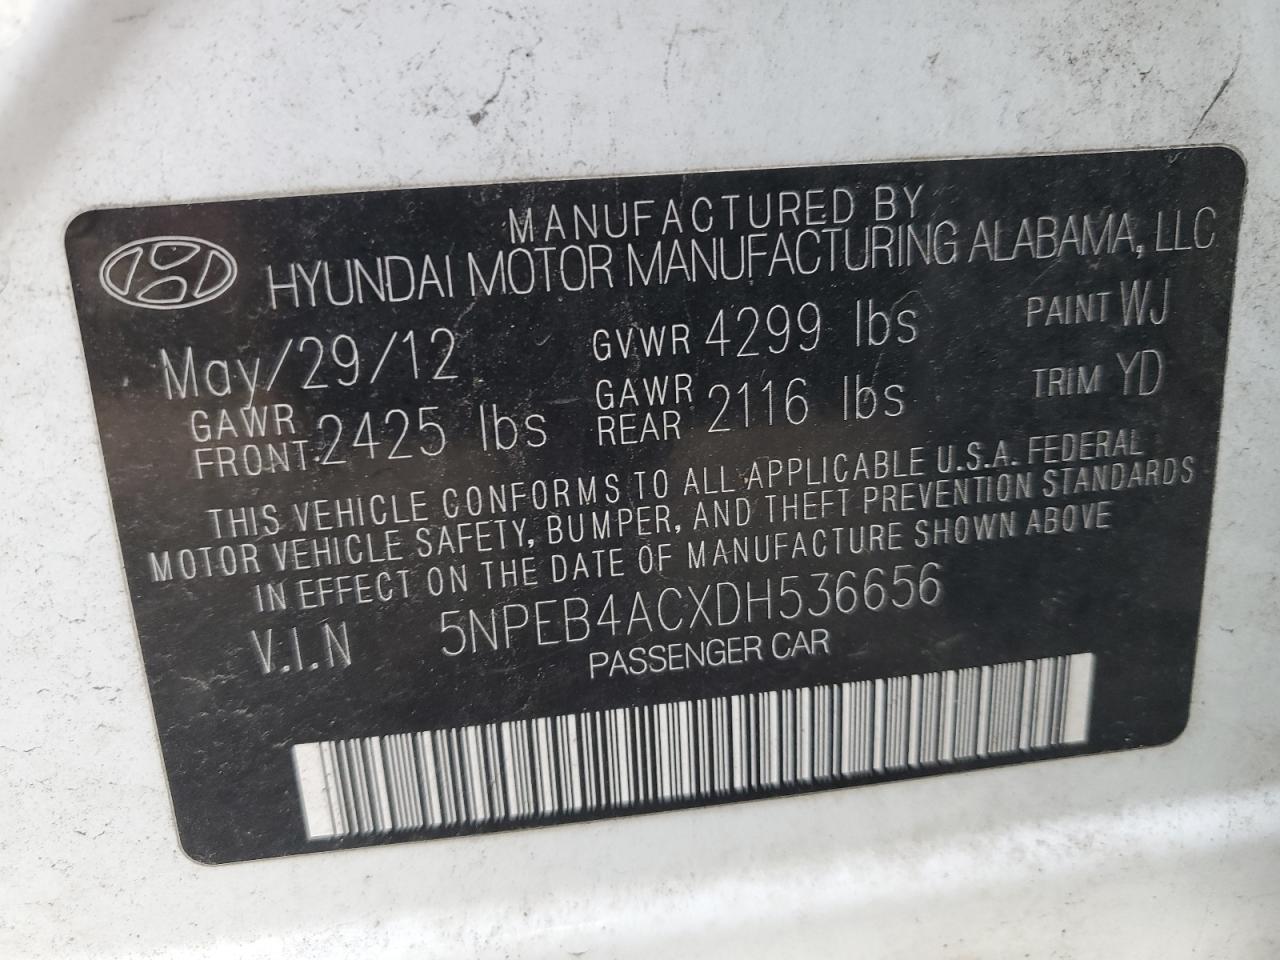 MANUFACTURED BY
HYUNDAI MOTOR MANUFACTURING ALABAMA, LLC
May/29/12 GVWR 4299 lbs PAINT WJ
GAWR FRONT 2425 lbs GAWR REAR 2116 lbs TRIM YD
THIS VEHICLE CONFORMS TO ALL APPLICABLE U.S.A. FEDERAL
MOTOR VEHICLE SAFETY, BUMPER, AND THEFT PREVENTION STANDARDS
IN EFFECT ON THE DATE OF MANUFACTURE SHOWN ABOVE
V.I.N 5NPEB4ACXDH536656
PASSENGER CAR